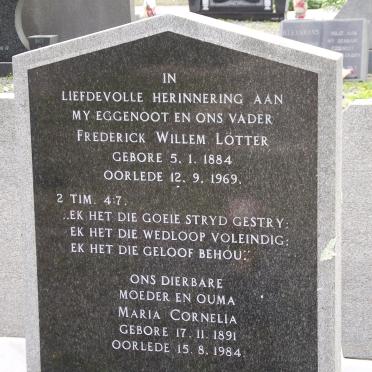 IN
LIEFDEVOLLE HERINNERING AAN
MY EGGENOOT EN ONS VADER
FREDERICK WILLEM LÖTTER
GEBORE 5. 1. 1884
OORLEDE 12. 9. 1969.
2 TIM. 4:7.
„EK HET DIE GOEIE STRYD GESTRY:
EK HET DIE WEDLOOP VOLEINDIG:
EK HET DIE GELOOF BEHOU."
ONS DIERBARE
MOEDER EN OUMA
MARIA CORNELIA
GEBORE 17. 11. 1891
OORLEDE 15. 8. 1984